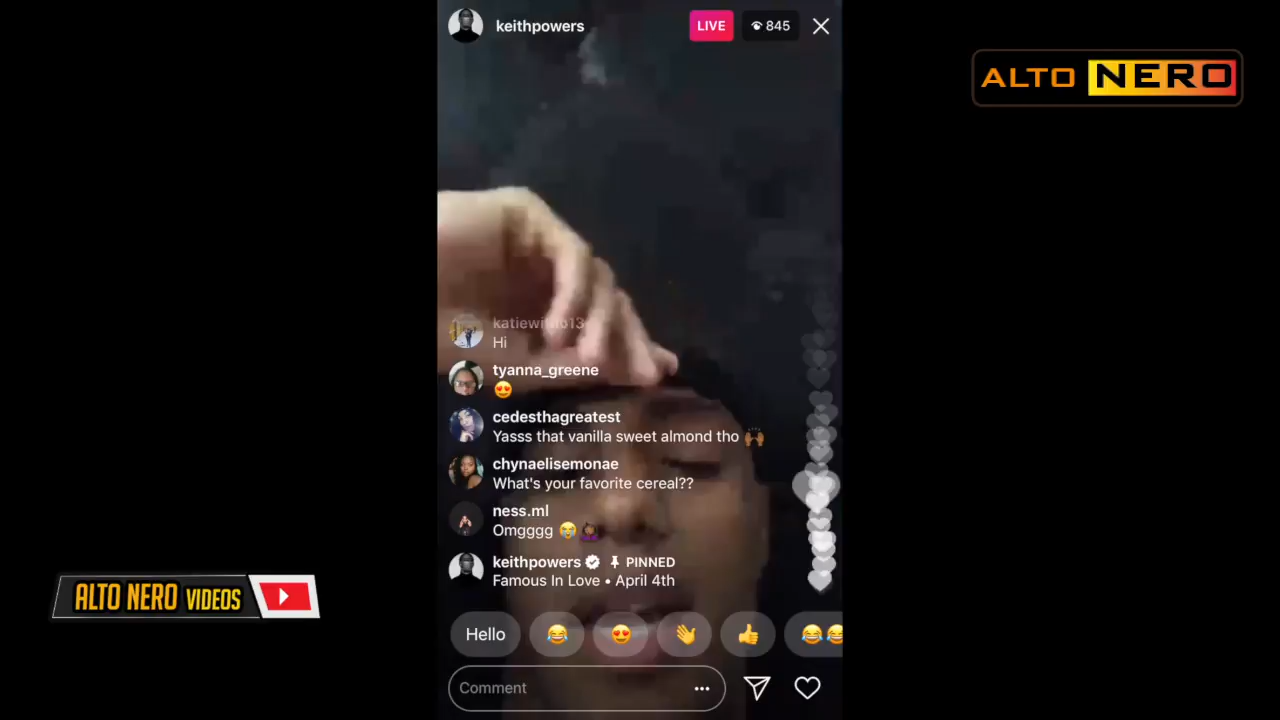 keithpowers
LIVE
845
ALTO NERO
Hi
tyanna_greene
😍
cedesthagreatest
Yasss that vanilla sweet almond tho 🙌🏾
chynaelisemonae
What's your favorite cereal??
ness.ml
Omgggg 😭🙇🏾‍♀️
keithpowers PINNED
Famous In Love • April 4th
ALTO NERO VIDEOS
Hello 😂 😍 👋 👍 😂😂
Comment